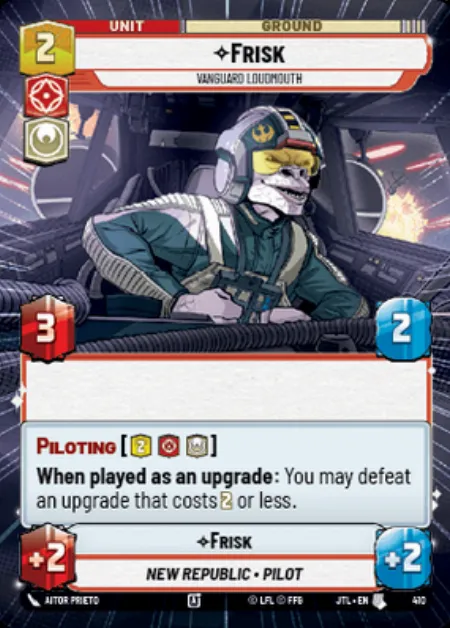 UNIT GROUND
2 ✧FRISK
VANGUARD LOUDMOUTH
3 2
PILOTING [2]
When played as an upgrade: You may defeat
an upgrade that costs 2 or less.
+2 ✧FRISK +2
NEW REPUBLIC • PILOT
AITOR PRIETO © LFL © FFG JTL • EN 410